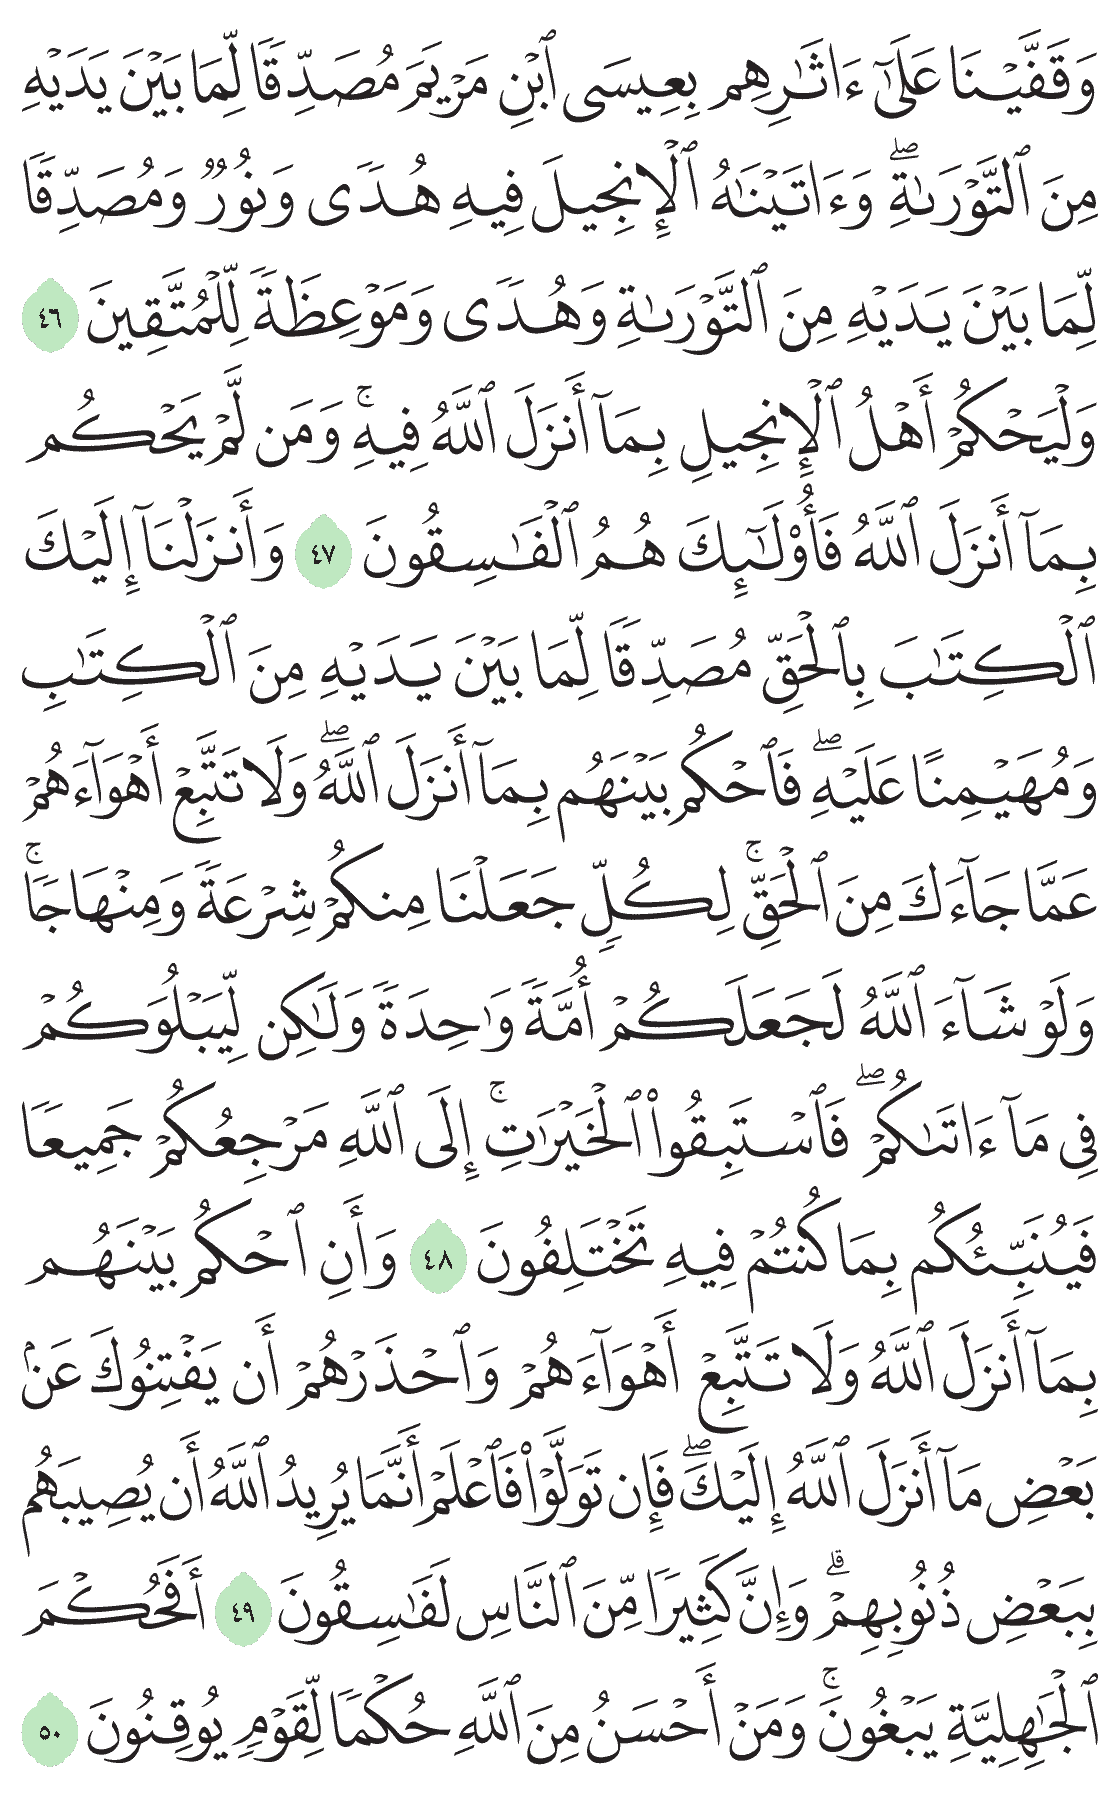 وَقَفَّيْنَا عَلَىٰٓ ءَاثَٰرِهِم بِعِيسَى ٱبْنِ مَرْيَمَ مُصَدِّقًا لِّمَا بَيْنَ يَدَيْهِ
مِنَ ٱلتَّوْرَىٰةِۖ وَءَاتَيْنَٰهُ ٱلْإِنجِيلَ فِيهِ هُدًى وَنُورٌ وَمُصَدِّقًا
لِّمَا بَيْنَ يَدَيْهِ مِنَ ٱلتَّوْرَىٰةِ وَهُدًى وَمَوْعِظَةً لِّلْمُتَّقِينَ ٤٦
وَلْيَحْكُمْ أَهْلُ ٱلْإِنجِيلِ بِمَآ أَنزَلَ ٱللَّهُ فِيهِۚ وَمَن لَّمْ يَحْكُم
بِمَآ أَنزَلَ ٱللَّهُ فَأُو۟لَٰٓئِكَ هُمُ ٱلْفَٰسِقُونَ ٤٧ وَأَنزَلْنَآ إِلَيْكَ
ٱلْكِتَٰبَ بِٱلْحَقِّ مُصَدِّقًا لِّمَا بَيْنَ يَدَيْهِ مِنَ ٱلْكِتَٰبِ
وَمُهَيْمِنًا عَلَيْهِۖ فَٱحْكُم بَيْنَهُم بِمَآ أَنزَلَ ٱللَّهُۖ وَلَا تَتَّبِعْ أَهْوَآءَهُمْ
عَمَّا جَآءَكَ مِنَ ٱلْحَقِّۚ لِكُلٍّ جَعَلْنَا مِنكُمْ شِرْعَةً وَمِنْهَاجًاۚ
وَلَوْ شَآءَ ٱللَّهُ لَجَعَلَكُمْ أُمَّةً وَٰحِدَةً وَلَٰكِن لِّيَبْلُوَكُمْ
فِى مَآ ءَاتَىٰكُمْۖ فَٱسْتَبِقُوا۟ ٱلْخَيْرَٰتِۚ إِلَى ٱللَّهِ مَرْجِعُكُمْ جَمِيعًا
فَيُنَبِّئُكُم بِمَا كُنتُمْ فِيهِ تَخْتَلِفُونَ ٤٨ وَأَنِ ٱحْكُم بَيْنَهُم
بِمَآ أَنزَلَ ٱللَّهُ وَلَا تَتَّبِعْ أَهْوَآءَهُمْ وَٱحْذَرْهُمْ أَن يَفْتِنُوكَ عَنۢ
بَعْضِ مَآ أَنزَلَ ٱللَّهُ إِلَيْكَۖ فَإِن تَوَلَّوْا۟ فَٱعْلَمْ أَنَّمَا يُرِيدُ ٱللَّهُ أَن يُصِيبَهُم
بِبَعْضِ ذُنُوبِهِمْۗ وَإِنَّ كَثِيرًا مِّنَ ٱلنَّاسِ لَفَٰسِقُونَ ٤٩ أَفَحُكْمَ
ٱلْجَٰهِلِيَّةِ يَبْغُونَۚ وَمَنْ أَحْسَنُ مِنَ ٱللَّهِ حُكْمًا لِّقَوْمٍ يُوقِنُونَ ٥٠